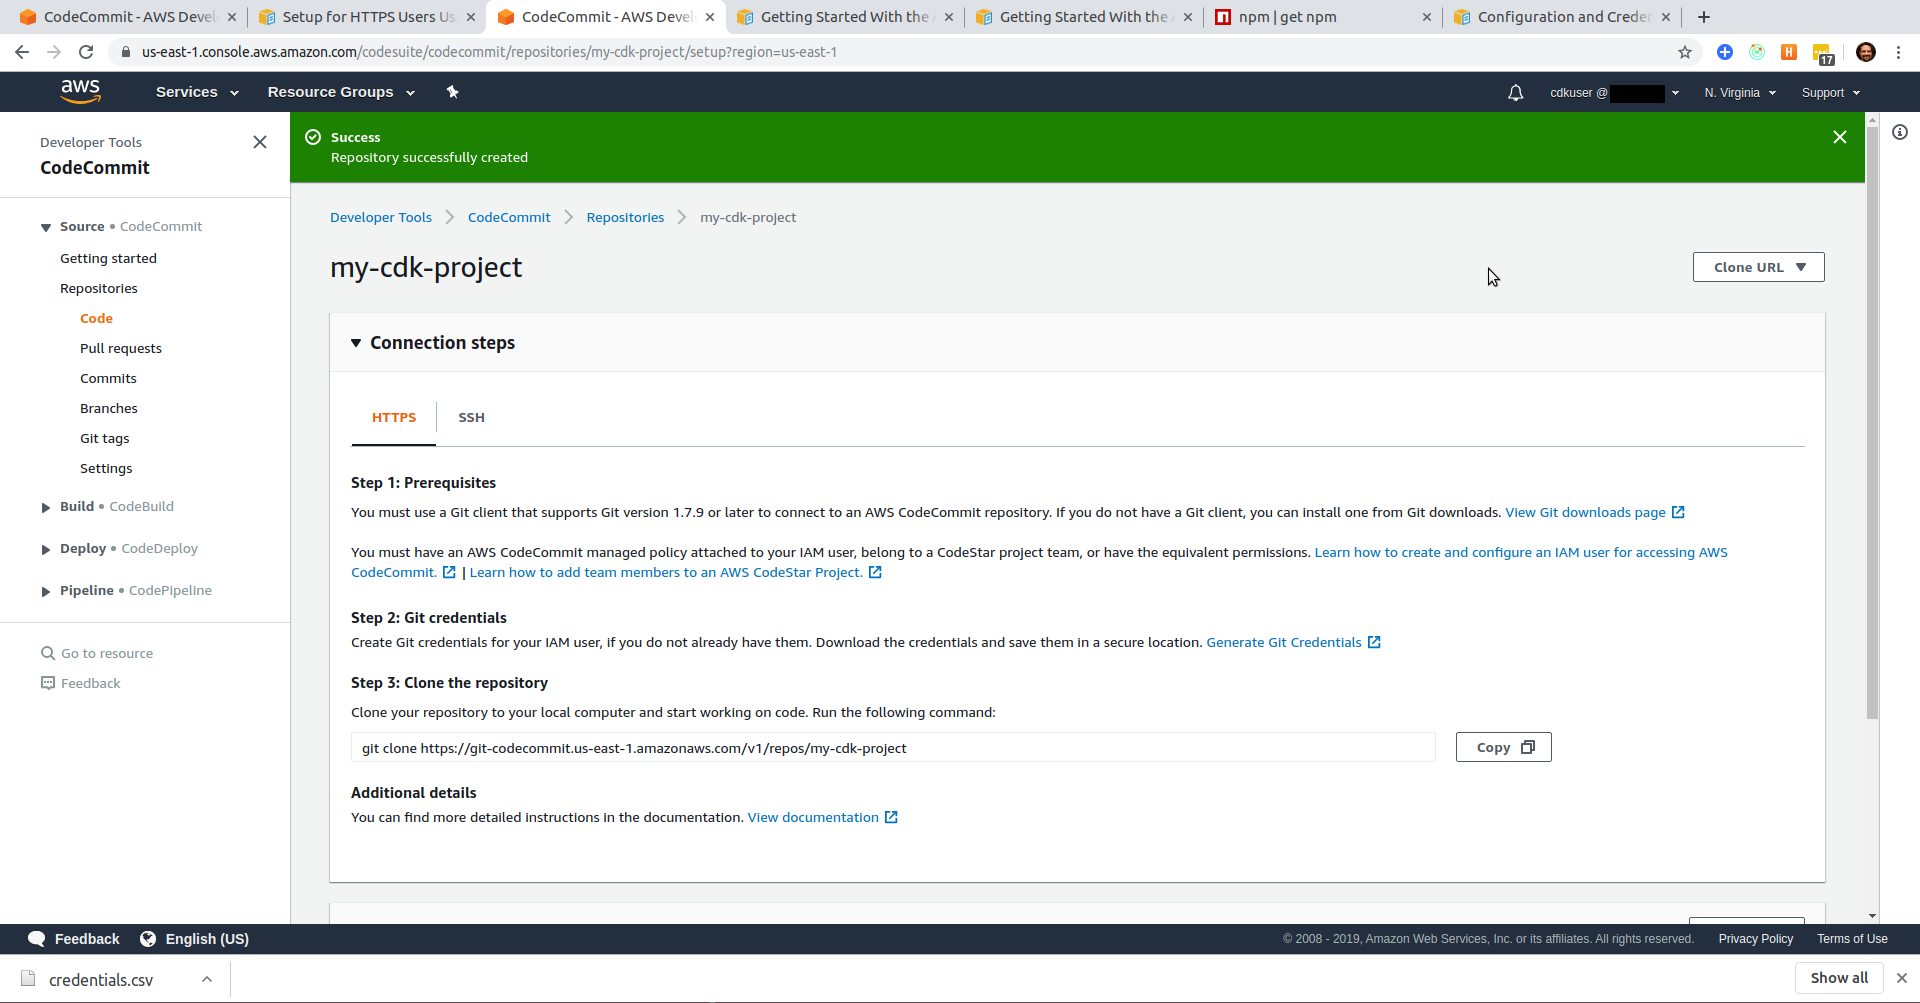 CodeCommit - AWS Devel
Setup for HTTPS Users Us
CodeCommit - AWS Devel
Getting Started With the A
Getting Started With the A
npm | get npm
Configuration and Creden
us-east-1.console.aws.amazon.com/codesuite/codecommit/repositories/my-cdk-project/setup?region=us-east-1
H
17
aws
Services
Resource Groups
cdkuser @
N. Virginia
Support
Developer Tools
CodeCommit
Source • CodeCommit
Getting started
Repositories
Code
Pull requests
Commits
Branches
Git tags
Settings
Build • CodeBuild
Deploy • CodeDeploy
Pipeline • CodePipeline
Go to resource
Feedback
Success
Repository successfully created
Developer Tools
CodeCommit
Repositories
my-cdk-project
my-cdk-project
Clone URL
Connection steps
HTTPS
SSH
Step 1: Prerequisites
You must use a Git client that supports Git version 1.7.9 or later to connect to an AWS CodeCommit repository. If you do not have a Git client, you can install one from Git downloads. View Git downloads page
You must have an AWS CodeCommit managed policy attached to your IAM user, belong to a CodeStar project team, or have the equivalent permissions. Learn how to create and configure an IAM user for accessing AWS
CodeCommit. | Learn how to add team members to an AWS CodeStar Project.
Step 2: Git credentials
Create Git credentials for your IAM user, if you do not already have them. Download the credentials and save them in a secure location. Generate Git Credentials
Step 3: Clone the repository
Clone your repository to your local computer and start working on code. Run the following command:
git clone https://git-codecommit.us-east-1.amazonaws.com/v1/repos/my-cdk-project
Copy
Additional details
You can find more detailed instructions in the documentation. View documentation
Feedback
English (US)
© 2008 - 2019, Amazon Web Services, Inc. or its affiliates. All rights reserved.
Privacy Policy
Terms of Use
credentials.csv
Show all